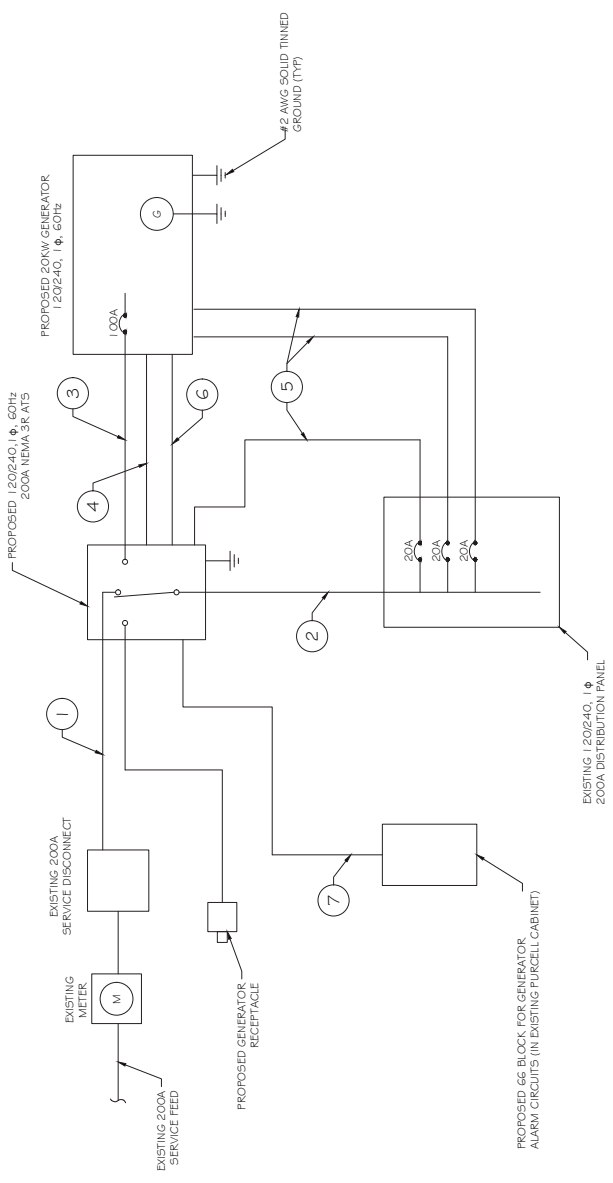 EXISTING 200A
SERVICE FEED
EXISTING
METER
M
EXISTING 200A
SERVICE DISCONNECT
1
PROPOSED GENERATOR
RECEPTACLE
PROPOSED 120/240, 1ϕ, 60Hz
200A NEMA 3R ATS
3
4
6
PROPOSED 20KW GENERATOR
120/240, 1ϕ, 60Hz
100A
G
#2 AWG SOLID TINNED
GROUND (TYP)
5
2
7
20A
20A
20A
PROPOSED 66 BLOCK FOR GENERATOR
ALARM CIRCUITS (IN EXISTING PURCELL CABINET)
EXISTING 120/240, 1ϕ
200A DISTRIBUTION PANEL